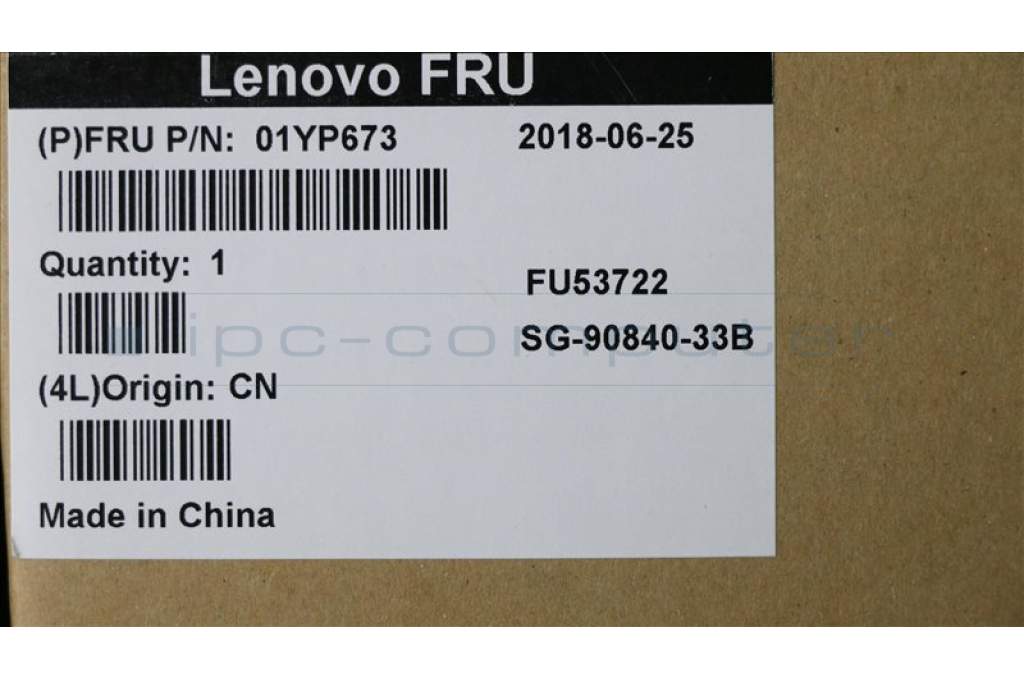 Lenovo FRU
(P)FRU P/N: 01YP673 2018-06-25
Quantity: 1
FU53722
ipc-computer
SG-90840-33B
(4L)Origin: CN
Made in China